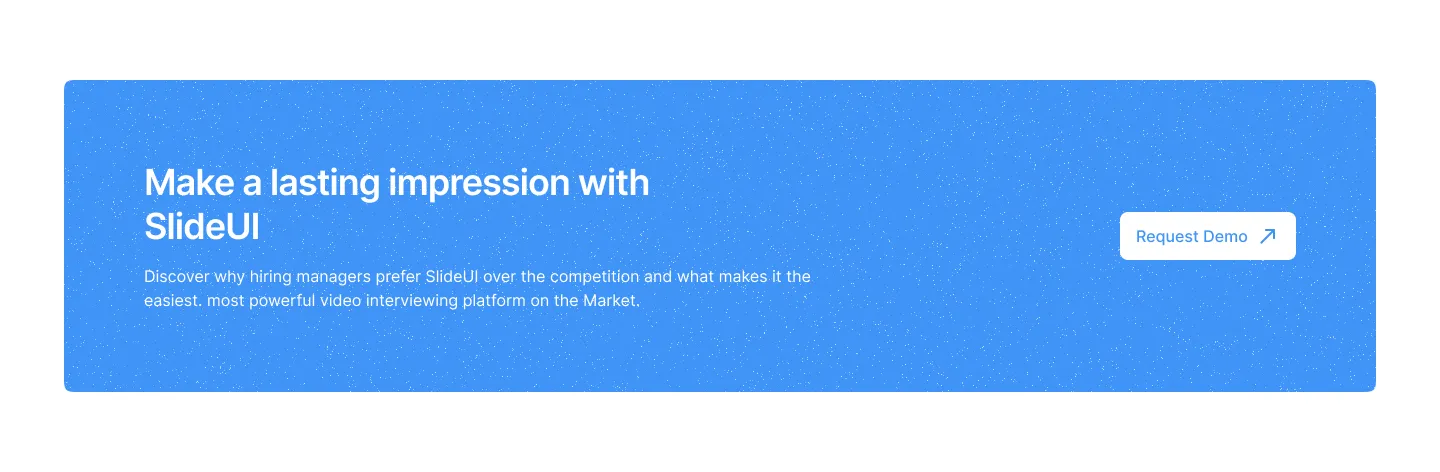 Make a lasting impression with
SlideUI
Discover why hiring managers prefer SlideUI over the competition and what makes it the
easiest. most powerful video interviewing platform on the Market.
Request Demo